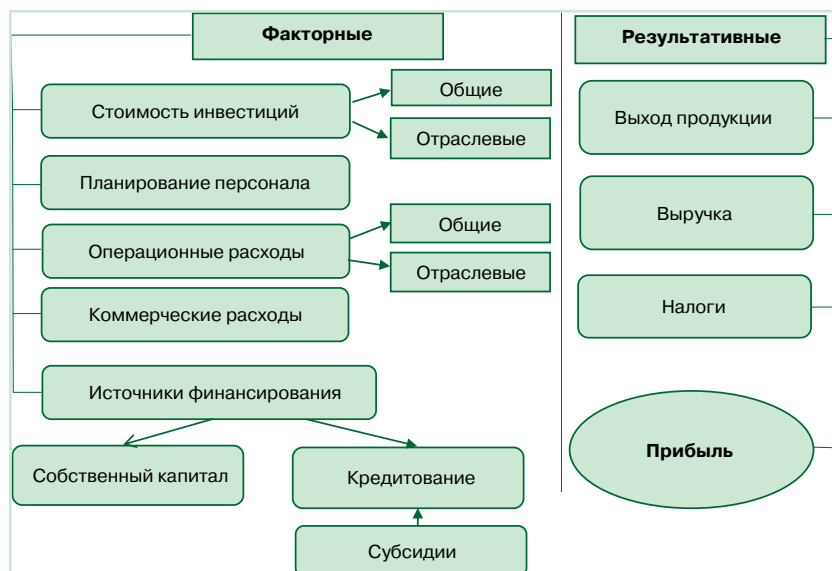 Факторные
Стоимость инвестиций
Общие
Отраслевые
Планирование персонала
Операционные расходы
Общие
Отраслевые
Коммерческие расходы
Источники финансирования
Собственный капитал
Кредитование
Субсидии
Результативные
Выход продукции
Выручка
Налоги
Прибыль